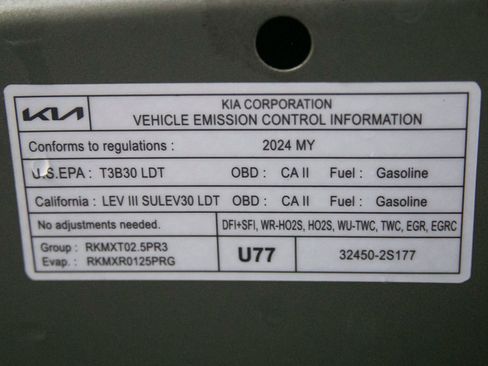 KIA
KIA CORPORATION
VEHICLE EMISSION CONTROL INFORMATION
Conforms to regulations : 2024 MY
U.S.EPA : T3B30 LDT OBD : CA II Fuel : Gasoline
California : LEV III SULEV30 LDT OBD : CA II Fuel : Gasoline
No adjustments needed. DFI+SFI, WR-HO2S, HO2S, WU-TWC, TWC, EGR, EGRC
Group : RKMXT02.5PR3
Evap. : RKMXR0125PRG
U77
32450-2S177